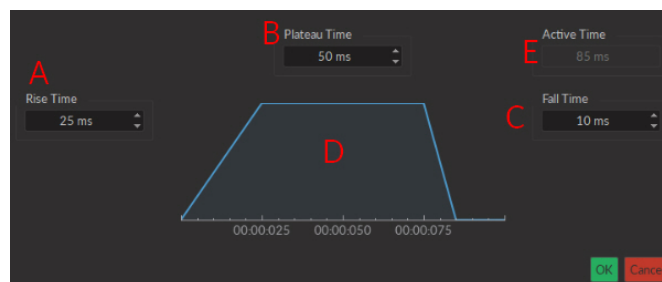 B Plateau Time
50 ms
Active Time
E 85 ms
A
Rise Time
25 ms
Fall Time
C 10 ms
D
00:00:025 00:00:050 00:00:075
OK Cance